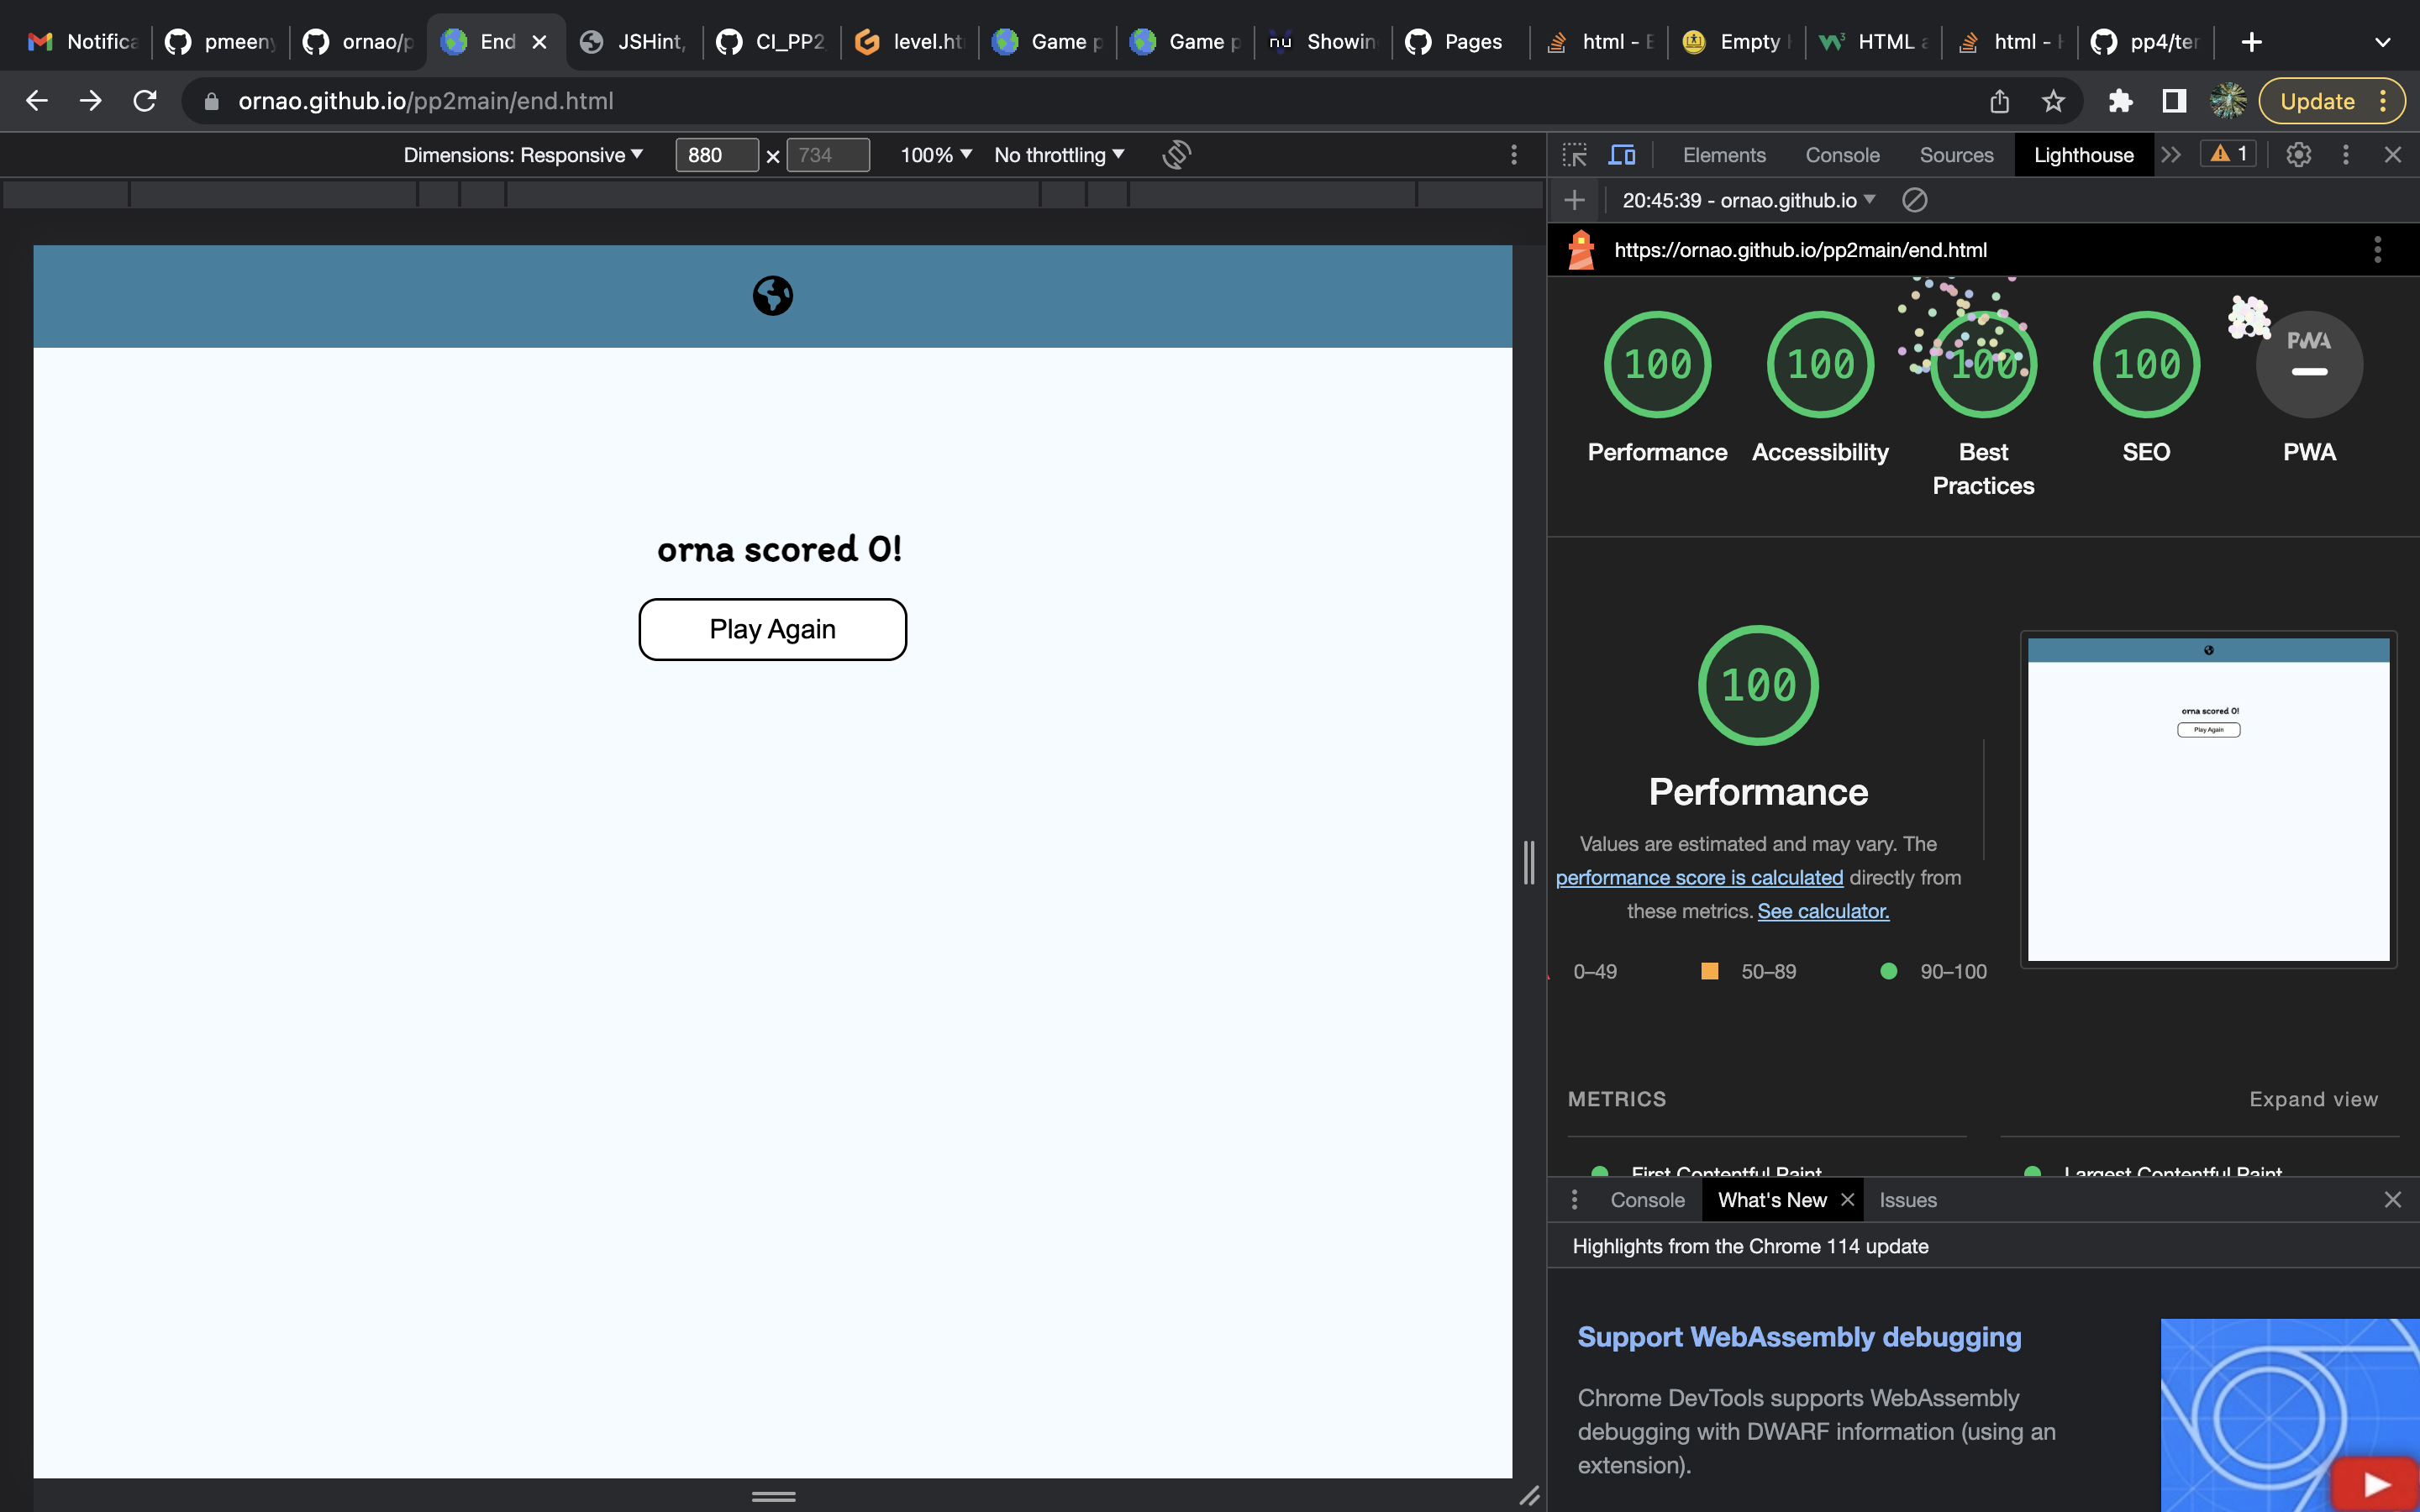 Notifica
pmeeny
ornao/p
End
JSHint,
CI_PP2
level.ht
Game p
Game p
nu
Showin
Pages
html - E
Empty
HTML a
html -
pp4/ter
ornao.github.io/pp2main/end.html
Update
Dimensions: Responsive
880 × 734
100%
No throttling
Elements
Console
Sources
Lighthouse
1
20:45:39 - ornao.github.io
https://ornao.github.io/pp2main/end.html
100
100
100
100
PWA
Performance
Accessibility
Best
Practices
SEO
PWA
orna scored 0!
Play Again
100
Performance
Values are estimated and may vary. The
performance score is calculated directly from
these metrics. See calculator.
0–49
50–89
90–100
orna scored 0!
Play Again
METRICS
Expand view
First Contentful Paint
Largest Contentful Paint
Console
What's New
Issues
Highlights from the Chrome 114 update
Support WebAssembly debugging
Chrome DevTools supports WebAssembly
debugging with DWARF information (using an
extension).